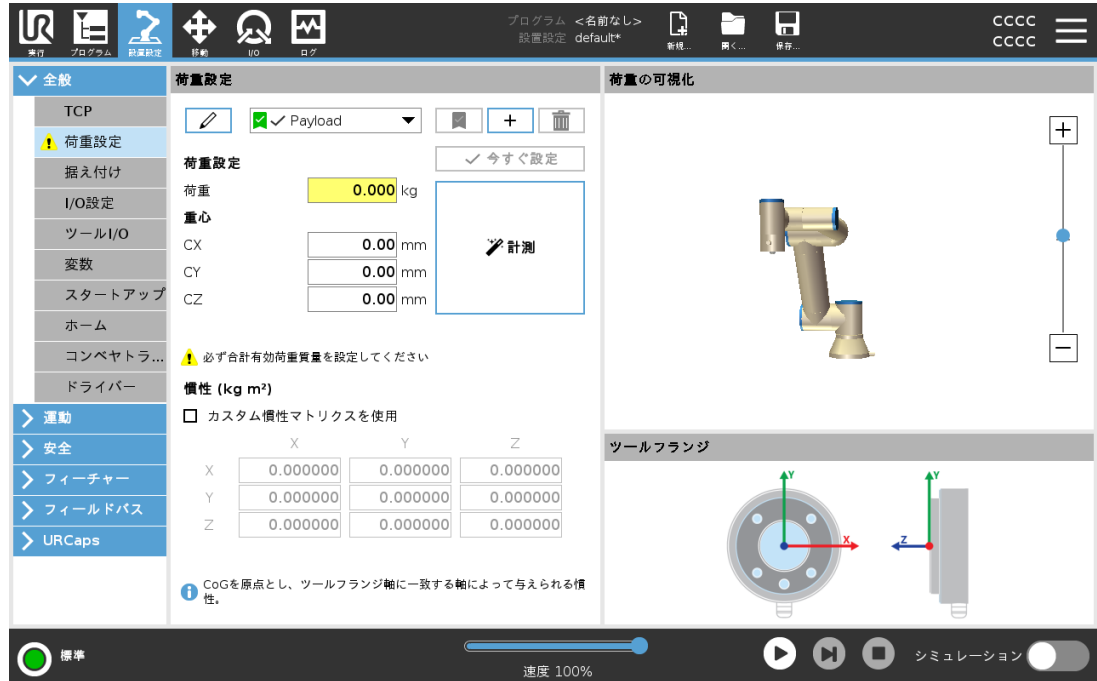 UR
実行
プログラム
設置設定
移動
I/O
ログ
プログラム <名前なし>
設置設定 default*
新規...
開く...
保存...
CCCC
CCCC
全般
TCP
荷重設定
据え付け
I/O設定
ツールI/O
変数
スタートアップ
ホーム
コンベヤトラ...
ドライバー
運動
安全
フィーチャー
フィールドバス
URCaps
荷重設定
Payload
荷重設定
今すぐ設定
荷重 0.000 kg
重心
CX 0.00 mm
CY 0.00 mm
CZ 0.00 mm
計測
必ず合計有効荷重質量を設定してください
慣性 (kg m²)
カスタム慣性マトリクスを使用
X Y Z
X 0.000000 0.000000 0.000000
Y 0.000000 0.000000 0.000000
Z 0.000000 0.000000 0.000000
CoGを原点とし、ツールフランジ軸に一致する軸によって与えられる慣
性。
荷重の可視化
ツールフランジ
Y
X
Y
Z
標準
速度 100%
シミュレーション